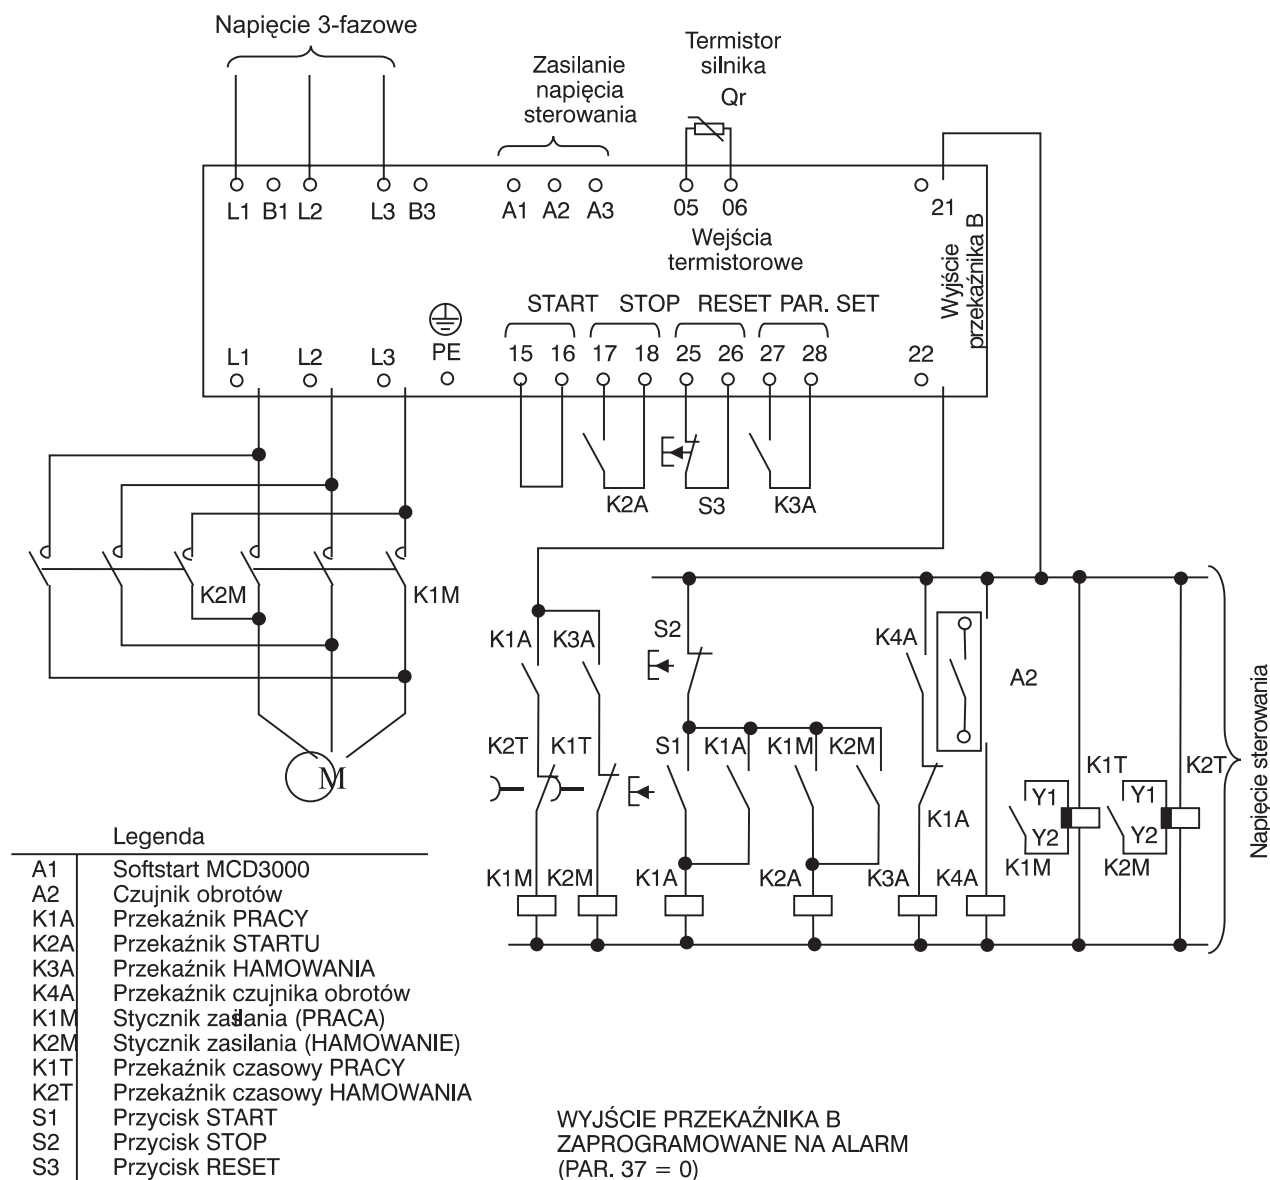 Napięcie 3-fazowe
Zasilanie
napięcia
sterowania
Termistor
silnika
Qr
L1 B1 L2 L3 B3 A1 A2 A3 05 06 21
Wejścia
termistorowe
Wyjście
przekaźnika B
START STOP RESET PAR. SET
L1 L2 L3 PE 15 16 17 18 25 26 27 28 22
K2A S3 K3A
K2M K1M
K1A K3A S2 K4A
A2
K2T K1T S1 K1A K1M K2M
K1A
K1T K2T
Y1 Y1
Y2 Y2
K1M K2M
K1M K2M K1A K2A K3A K4A
Napięcie sterowania
M
Legenda
A1 Softstart MCD3000
A2 Czujnik obrotów
K1A Przekaźnik PRACY
K2A Przekaźnik STARTU
K3A Przekaźnik HAMOWANIA
K4A Przekaźnik czujnika obrotów
K1M Stycznik zasilania (PRACA)
K2M Stycznik zasilania (HAMOWANIE)
K1T Przekaźnik czasowy PRACY
K2T Przekaźnik czasowy HAMOWANIA
S1 Przycisk START
S2 Przycisk STOP
S3 Przycisk RESET
WYJŚCIE PRZEKAŹNIKA B
ZAPROGRAMOWANE NA ALARM
(PAR. 37 = 0)